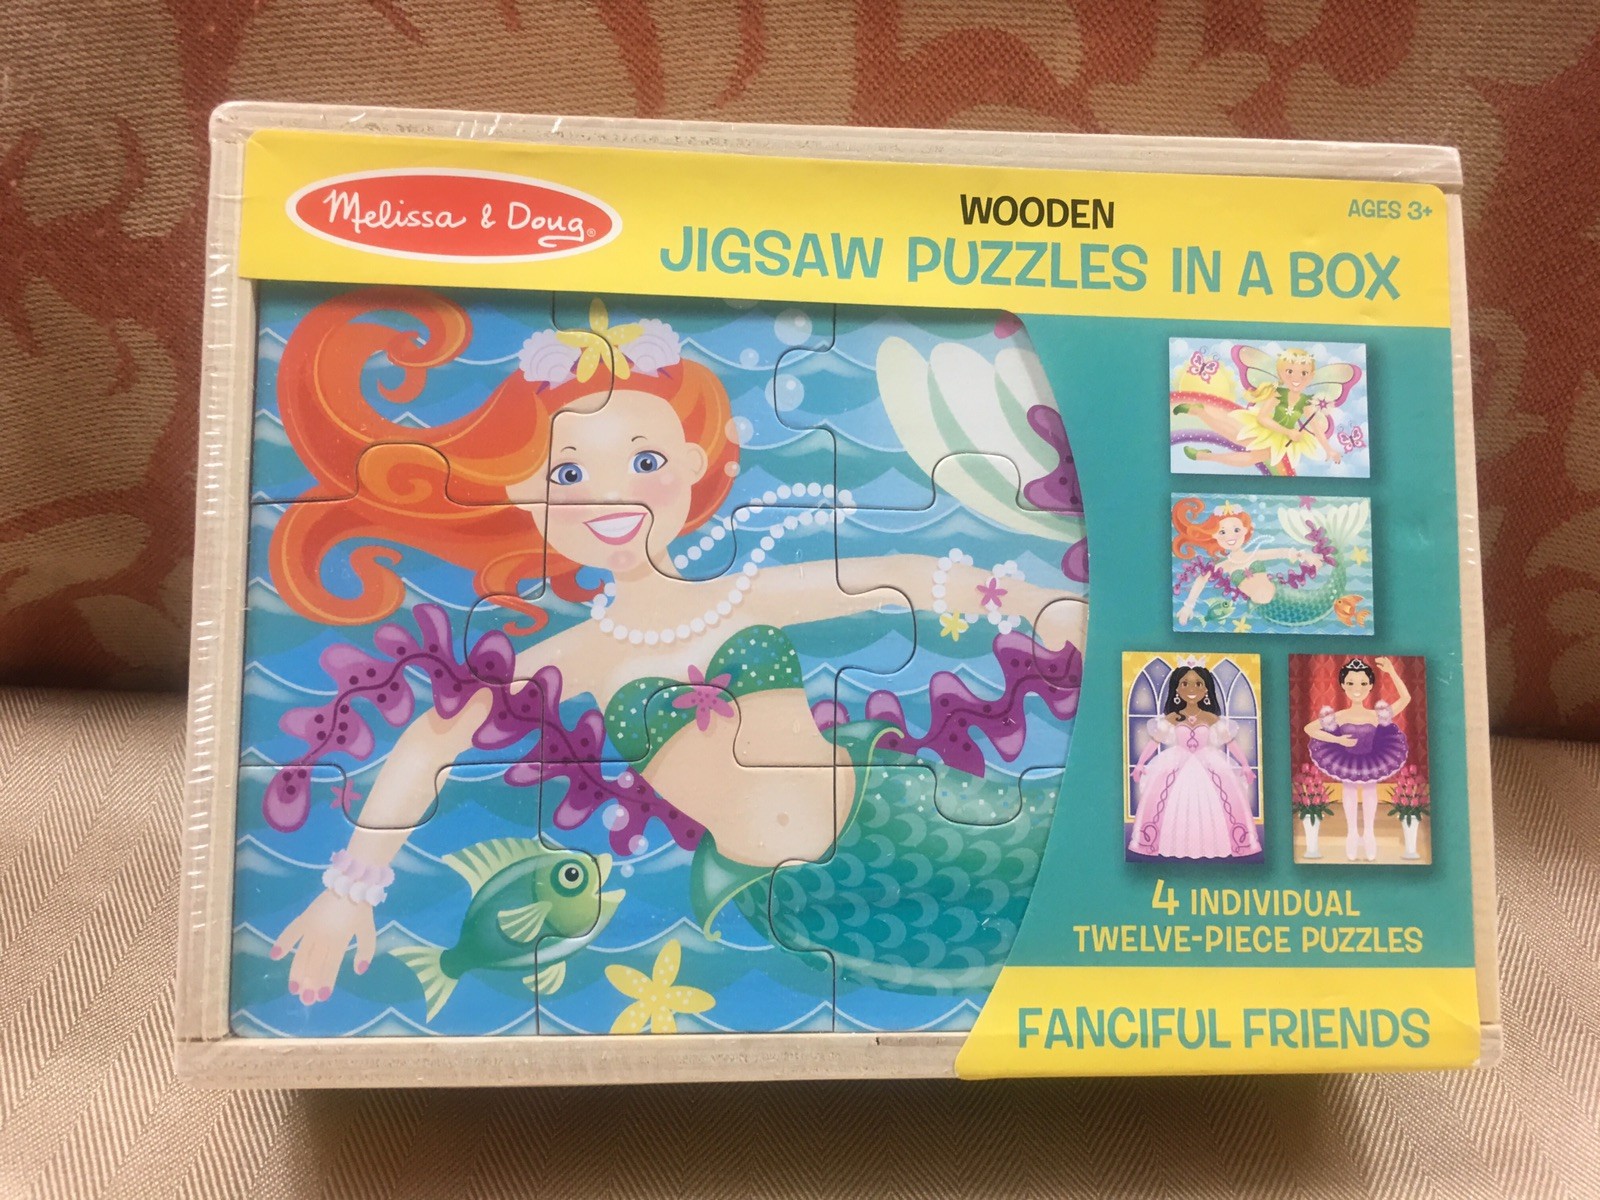 Melissa & Doug®
WOODEN
JIGSAW PUZZLES IN A BOX
AGES 3+
4 INDIVIDUAL
TWELVE-PIECE PUZZLES
FANCIFUL FRIENDS